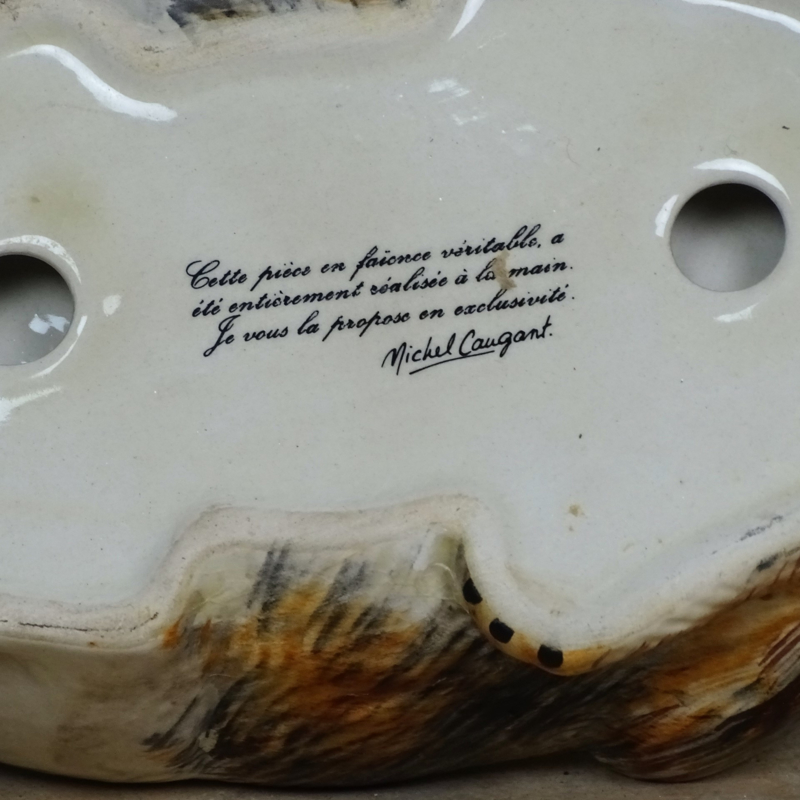 Cette pièce en faïence véritable, a
été entièrement réalisée à la main.
Je vous la propose en exclusivité.
Michel Caugant.